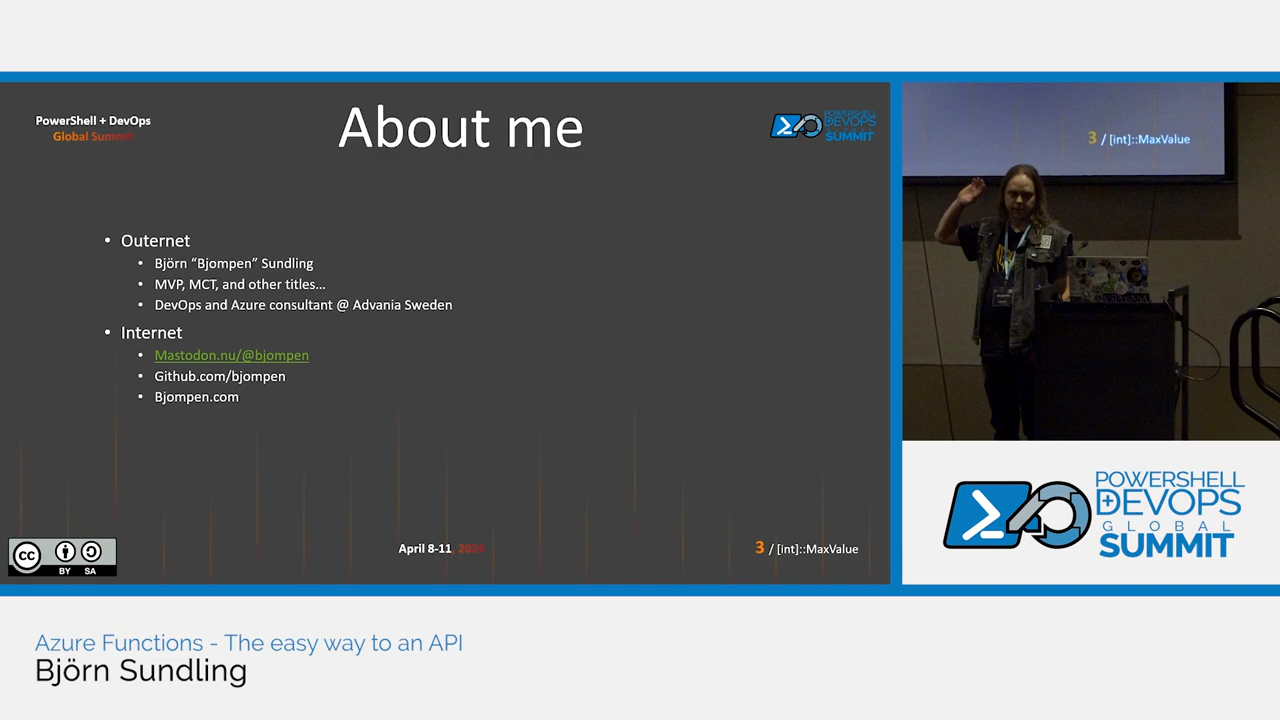 PowerShell + DevOps
Global Summit
About me
POWERSHELL
DEVOPS
GLOBAL
SUMMIT
• Outernet
• Björn “Bjompen” Sundling
• MVP, MCT, and other titles…
• DevOps and Azure consultant @ Advania Sweden
• Internet
• Mastodon.nu/@bjompen
• Github.com/bjompen
• Bjompen.com
cc
BY SA
April 8-11, 2024
3 / [int]::MaxValue
3 / [int]::MaxValue
POWERSHELL
+DEVOPS
GLOBAL
SUMMIT
Azure Functions - The easy way to an API
Björn Sundling